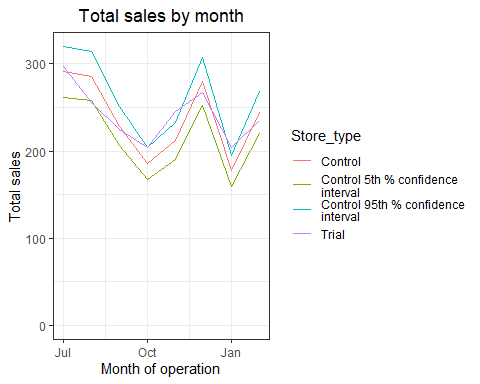 Total sales by month
Total sales
300
200
100
0
Jul
Oct
Jan
Month of operation
Store_type
Control
Control 5th % confidence
interval
Control 95th % confidence
interval
Trial